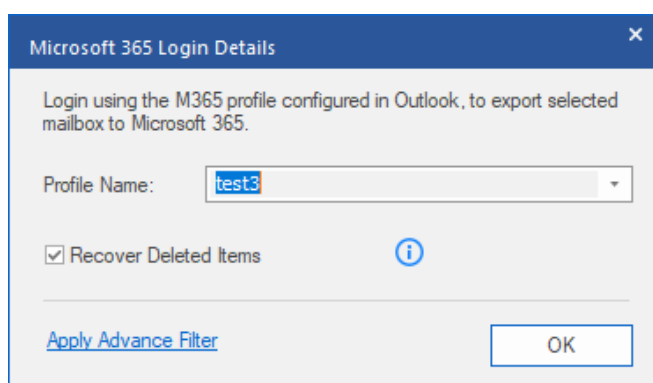 Microsoft 365 Login Details
Login using the M365 profile configured in Outlook, to export selected
mailbox to Microsoft 365.
Profile Name: test3
Recover Deleted Items
Apply Advance Filter OK